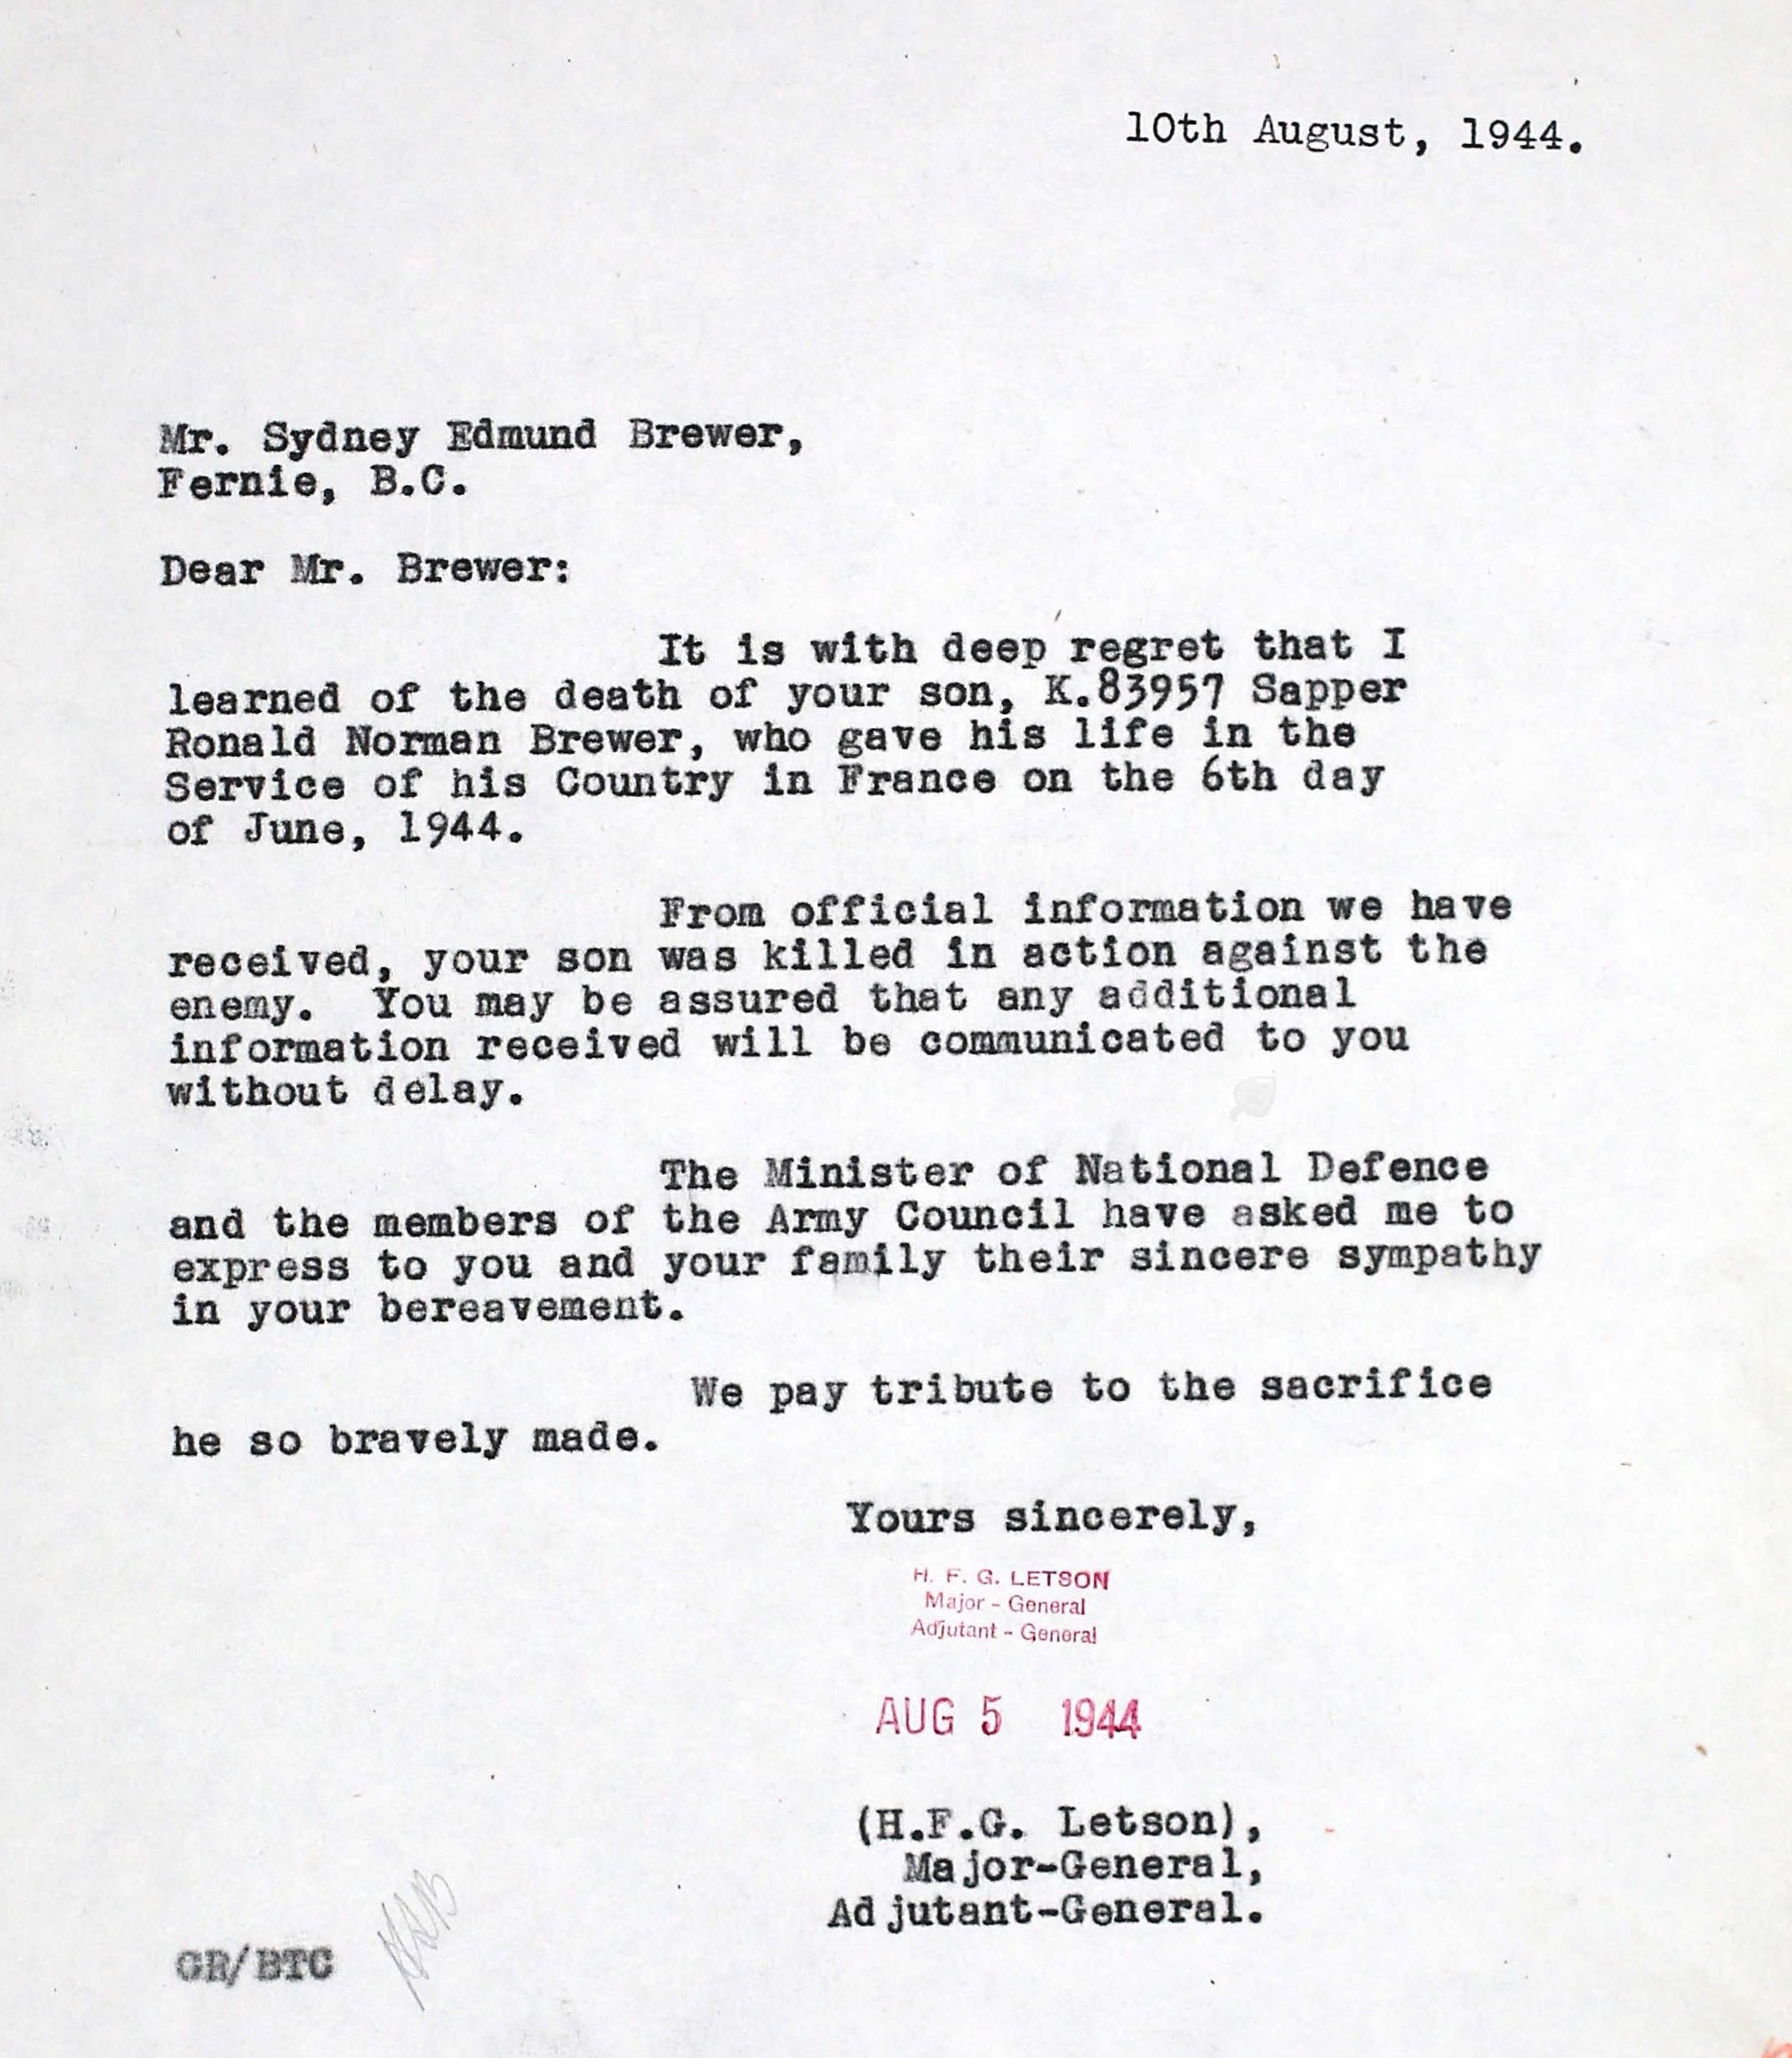 10th August, 1944.
Mr. Sydney Edmund Brewer,
Fernie, B.C.
Dear Mr. Brewer:
It is with deep regret that I
learned of the death of your son, K.83957 Sapper
Ronald Norman Brewer, who gave his life in the
Service of his Country in France on the 6th day
of June, 1944.
From official information we have
received, your son was killed in action against the
enemy. You may be assured that any additional
information received will be communicated to you
without delay.
The Minister of National Defence
and the members of the Army Council have asked me to
express to you and your family their sincere sympathy
in your bereavement.
We pay tribute to the sacrifice
he so bravely made.
Yours sincerely,
H. F. G. LETSON
Major - General
Adjutant - General
AUG 5 1944
(H.F.G. Letson),
Major-General,
Adjutant-General.
GR/BTC